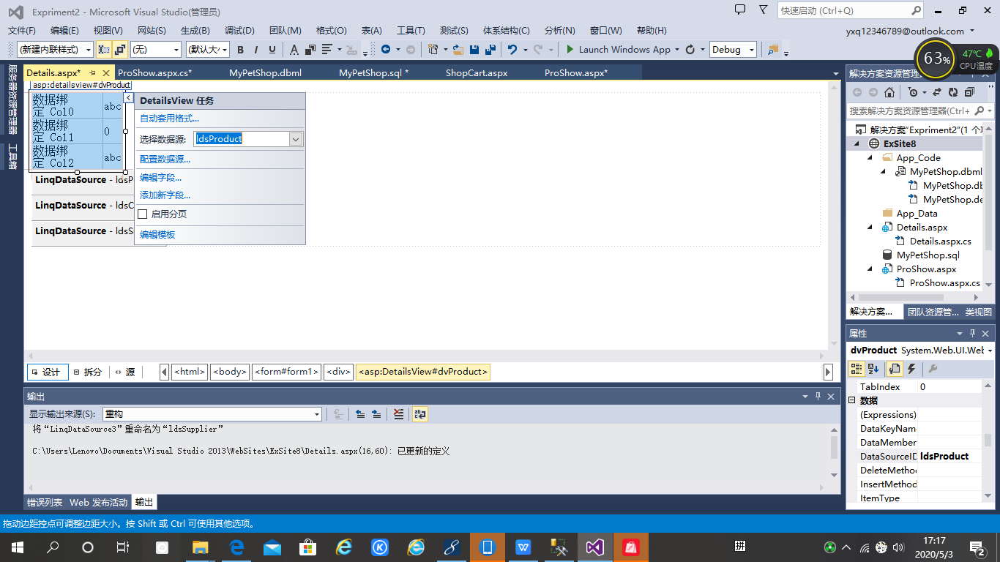 Expriment2 - Microsoft Visual Studio(管理员)
快速启动 (Ctrl+Q)
文件(F) 编辑(E) 视图(V) 网站(S) 生成(B) 调试(D) 团队(M) 格式(O) 表(A) 工具(T) 测试(S) 体系结构(C) 分析(N) 窗口(W) 帮助(H)
yxq12346789@outlook.com
(新建内联样式) (无) (默认大小 B I U A Launch Windows App Debug
63%
47℃
CPU温度
服务器资源管理器
工具箱
Details.aspx* ProShow.aspx.cs* MyPetShop.dbml MyPetShop.sql * ShopCart.aspx ProShow.aspx*
asp:detailsview#dvProduct
数据绑
定 Col0 abc
数据绑
定 Col1 0
数据绑
定 Col2 abc
LinqDataSource - ldsP
LinqDataSource - ldsC
LinqDataSource - ldsS
DetailsView 任务
自动套用格式...
选择数据源: ldsProduct
配置数据源...
编辑字段...
添加新字段...
启用分页
编辑模板
设计 拆分 源
<html> <body> <form#form1> <div> <asp:DetailsView#dvProduct>
输出
显示输出来源(S): 重构
将“LinqDataSource3”重命名为“ldsSupplier”
C:\Users\Lenovo\Documents\Visual Studio 2013\WebSites\ExSite8\Details.aspx(16,60): 已更新的定义
错误列表 Web 发布活动 输出
解决方案资源管理
搜索解决方案资源管理器(Ctrl+
解决方案"Expriment2"(1 个项
ExSite8
App_Code
MyPetShop.dbml
MyPetShop.db
MyPetShop.de
App_Data
Details.aspx
Details.aspx.cs
MyPetShop.sql
ProShow.aspx
ProShow.aspx.cs
解决方案... 团队资源管... 类视图
属性
dvProduct System.Web.UI.Web
TabIndex 0
数据
(Expressions)
DataKeyName
DataMember
DataSourceID ldsProduct
DeleteMetho
InsertMethod
ItemType
拖动边距控点可调整边距大小。按 Shift 或 Ctrl 可使用其他选项。
拼
17:17
2020/5/3
2